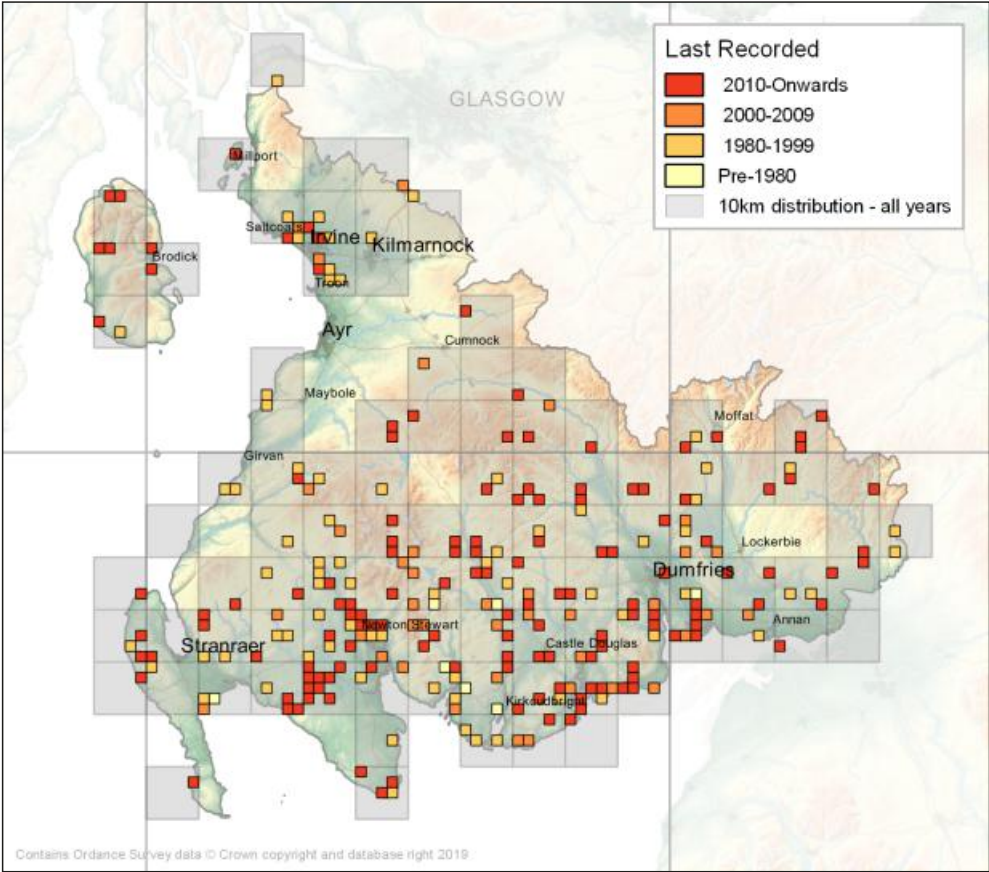 GLASGOW
Last Recorded
2010-Onwards
2000-2009
1980-1999
Pre-1980
10km distribution - all years
Millport
Saltcoats
Irvine
Kilmarnock
Brodick
Troon
Ayr
Cumnock
Maybole
Moffat
Girvan
Lockerbie
Dumfries
Newton Stewart
Annan
Stranraer
Castle Douglas
Kirkcudbright
Contains Ordance Survey data © Crown copyright and database right 2019